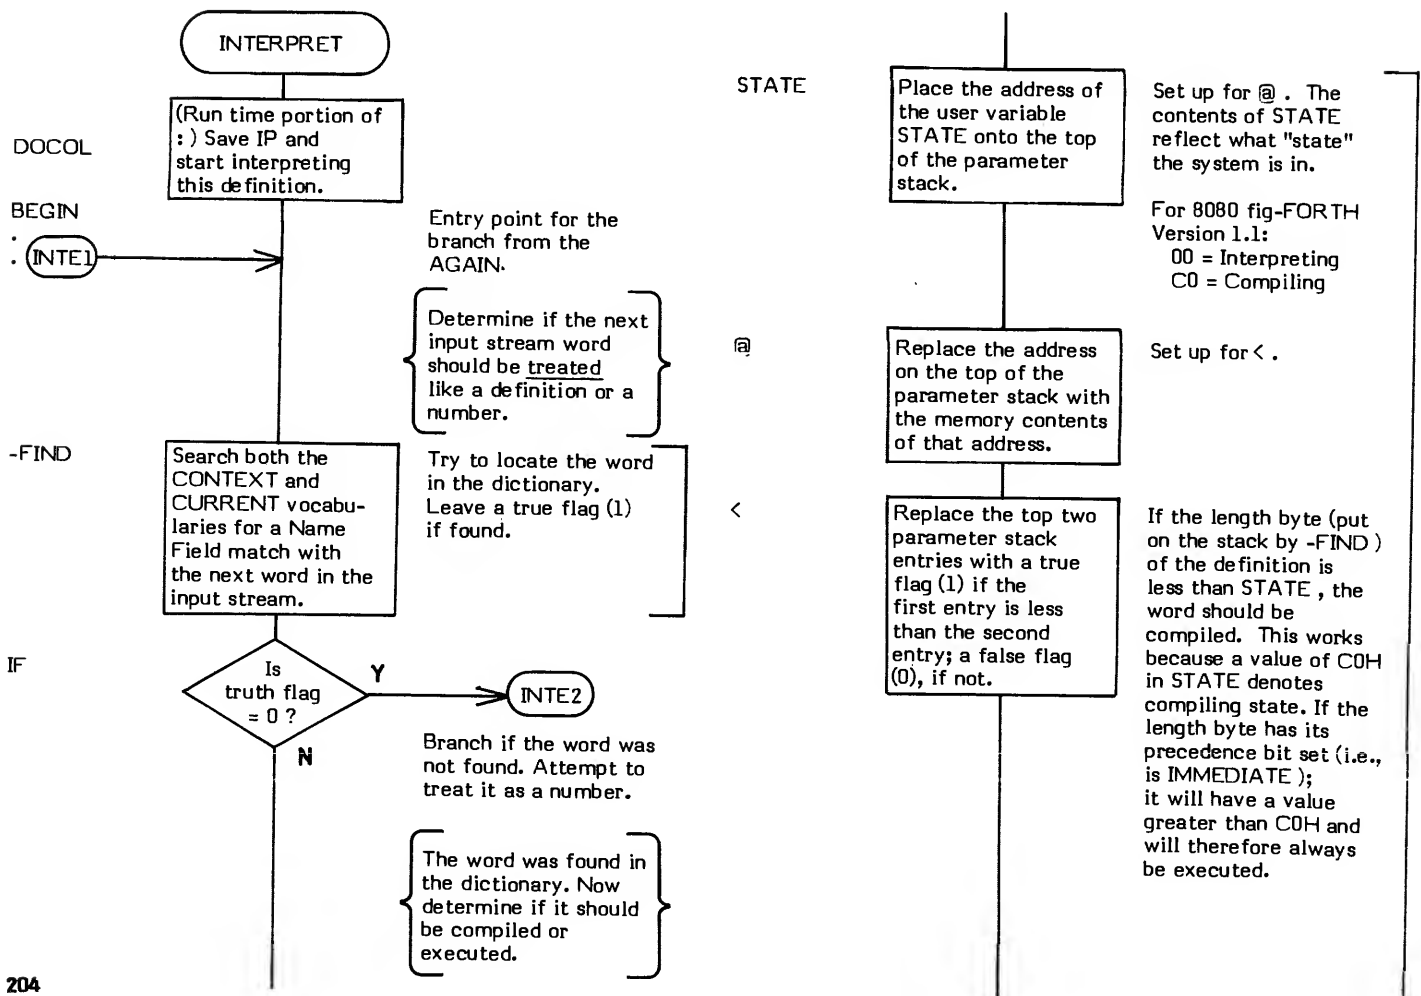 INTERPRET
DOCOL
(Run time portion of
: ) Save IP and
start interpreting
this definition.
BEGIN
:
. INTE1
Entry point for the
branch from the
AGAIN.
Determine if the next
input stream word
should be treated
like a definition or a
number.
-FIND
Search both the
CONTEXT and
CURRENT vocabu-
laries for a Name
Field match with
the next word in the
input stream.
Try to locate the word
in the dictionary.
Leave a true flag (1)
if found.
IF
Is
truth flag
= 0 ?
Y
INTE2
N
Branch if the word was
not found. Attempt to
treat it as a number.
The word was found in
the dictionary. Now
determine if it should
be compiled or
executed.
204
STATE
Place the address of
the user variable
STATE onto the top
of the parameter
stack.
Set up for @ . The
contents of STATE
reflect what "state"
the system is in.
For 8080 fig-FORTH
Version 1.1:
00 = Interpreting
C0 = Compiling
@
Replace the address
on the top of the
parameter stack with
the memory contents
of that address.
Set up for < .
<
Replace the top two
parameter stack
entries with a true
flag (1) if the
first entry is less
than the second
entry; a false flag
(0), if not.
If the length byte (put
on the stack by -FIND )
of the definition is
less than STATE , the
word should be
compiled. This works
because a value of C0H
in STATE denotes
compiling state. If the
length byte has its
precedence bit set (i.e.,
is IMMEDIATE );
it will have a value
greater than C0H and
will therefore always
be executed.